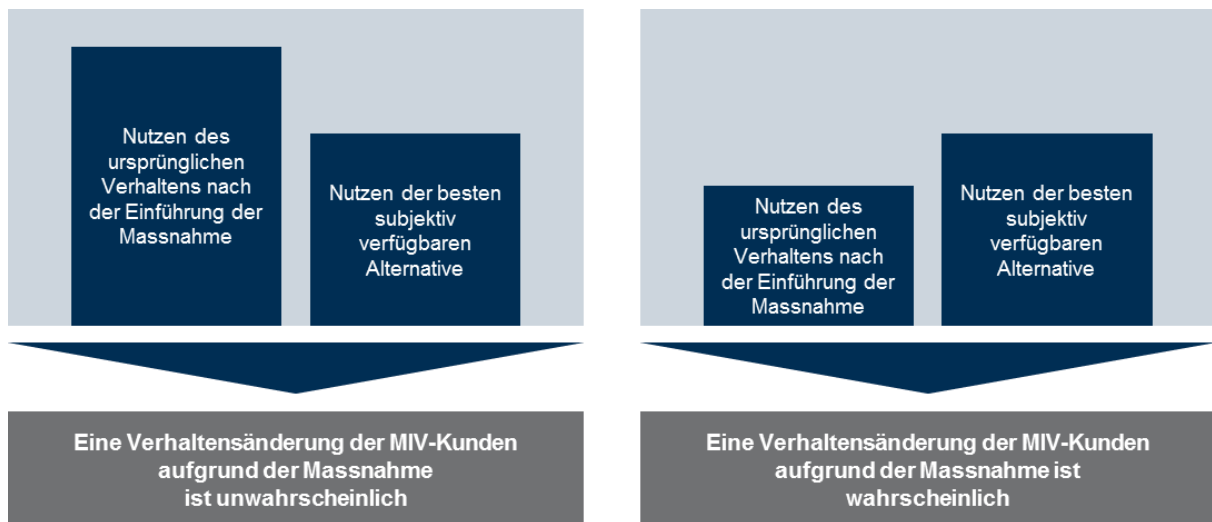 Nutzen des
ursprünglichen
Verhaltens nach
der Einführung der
Massnahme
Nutzen der besten
subjektiv
verfügbaren
Alternative
Eine Verhaltensänderung der MIV-Kunden
aufgrund der Massnahme
ist unwahrscheinlich
Nutzen des
ursprünglichen
Verhaltens nach
der Einführung der
Massnahme
Nutzen der besten
subjektiv
verfügbaren
Alternative
Eine Verhaltensänderung der MIV-Kunden
aufgrund der Massnahme ist
wahrscheinlich